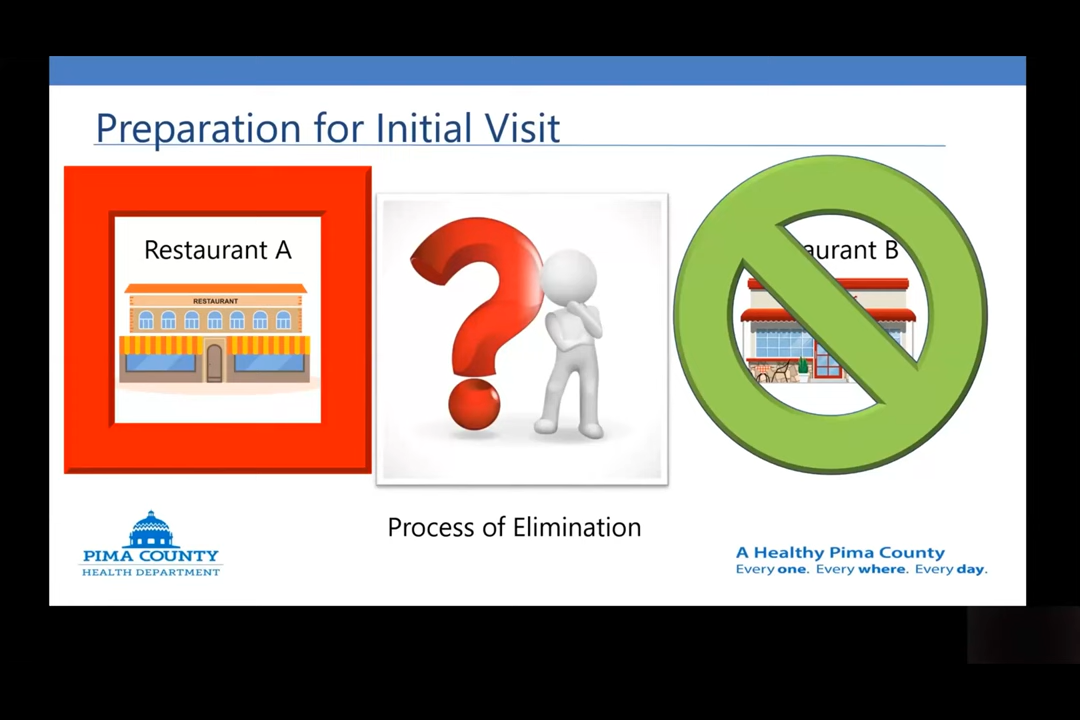 Preparation for Initial Visit
Restaurant A
RESTAURANT
aurant B
Process of Elimination
PIMA COUNTY
HEALTH DEPARTMENT
A Healthy Pima County
Every one. Every where. Every day.